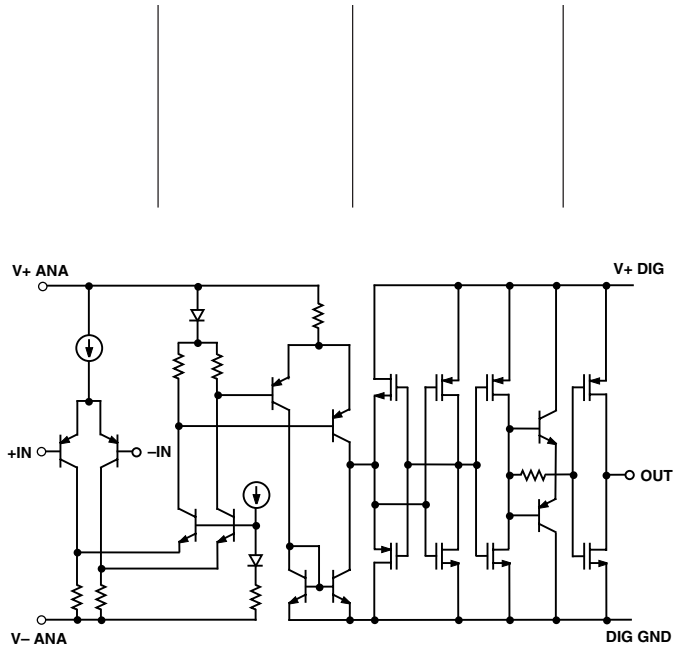 V+ ANA
V+ DIG
+IN
–IN
OUT
V– ANA
DIG GND